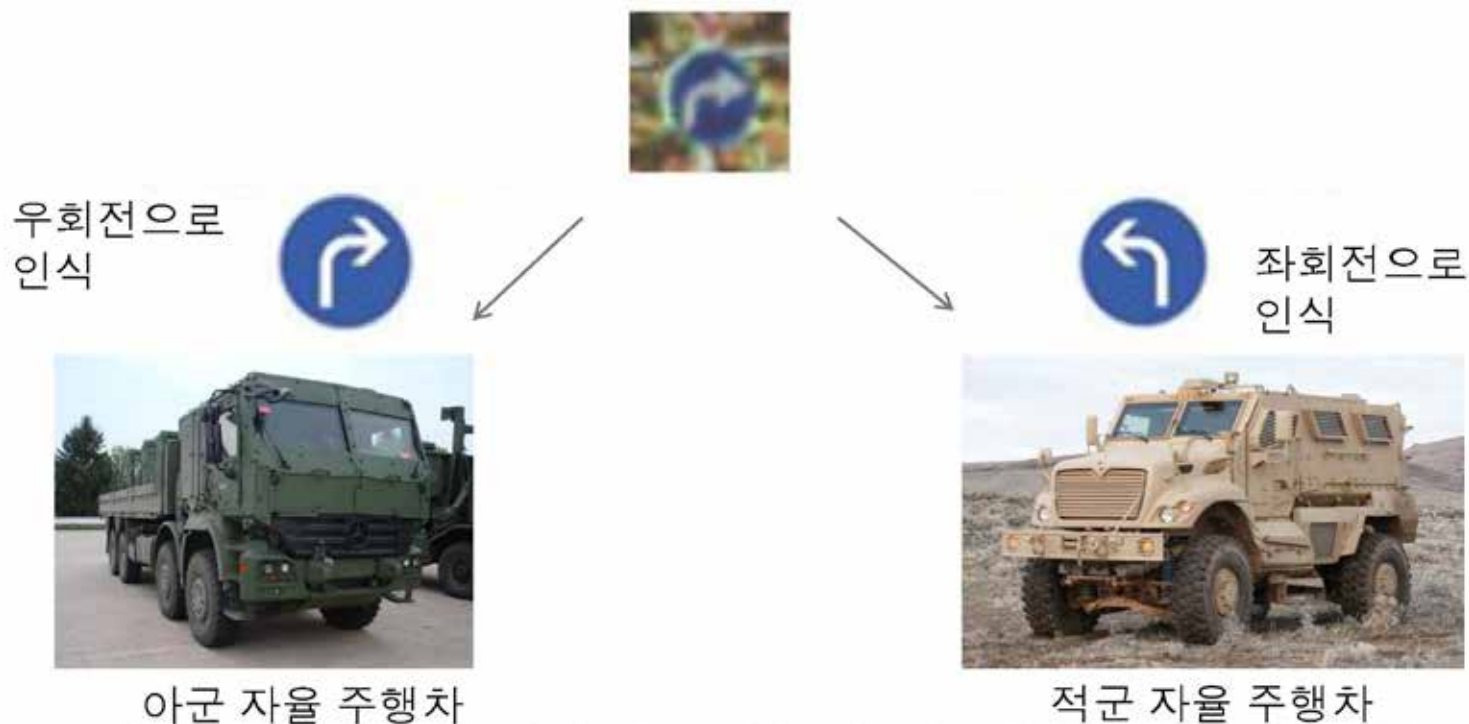 우회전으로
인식
좌회전으로
인식
아군 자율 주행차
적군 자율 주행차